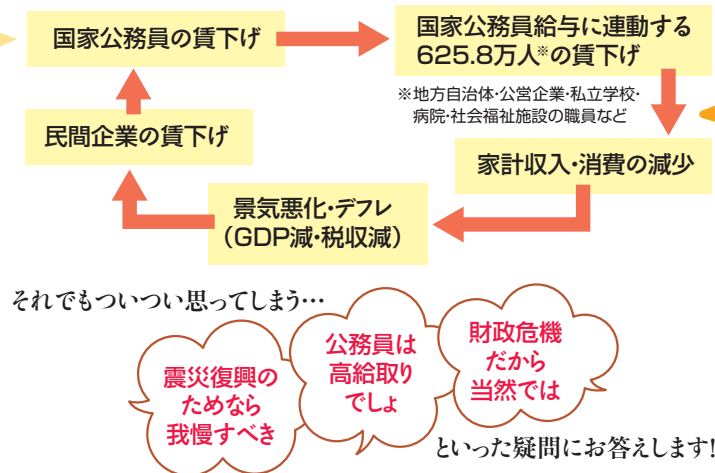 国家公務員の賃下げ
国家公務員給与に連動する
625.8万人※の賃下げ
※地方自治体・公営企業・私立学校・
病院・社会福祉施設の職員など
家計収入・消費の減少
景気悪化・デフレ
（GDP減・税収減）
民間企業の賃下げ
それでもついつい思ってしまう…
震災復興の
ためなら
我慢すべき
公務員は
高給取り
でしょ
財政危機
だから
当然では
といった疑問にお答えします!